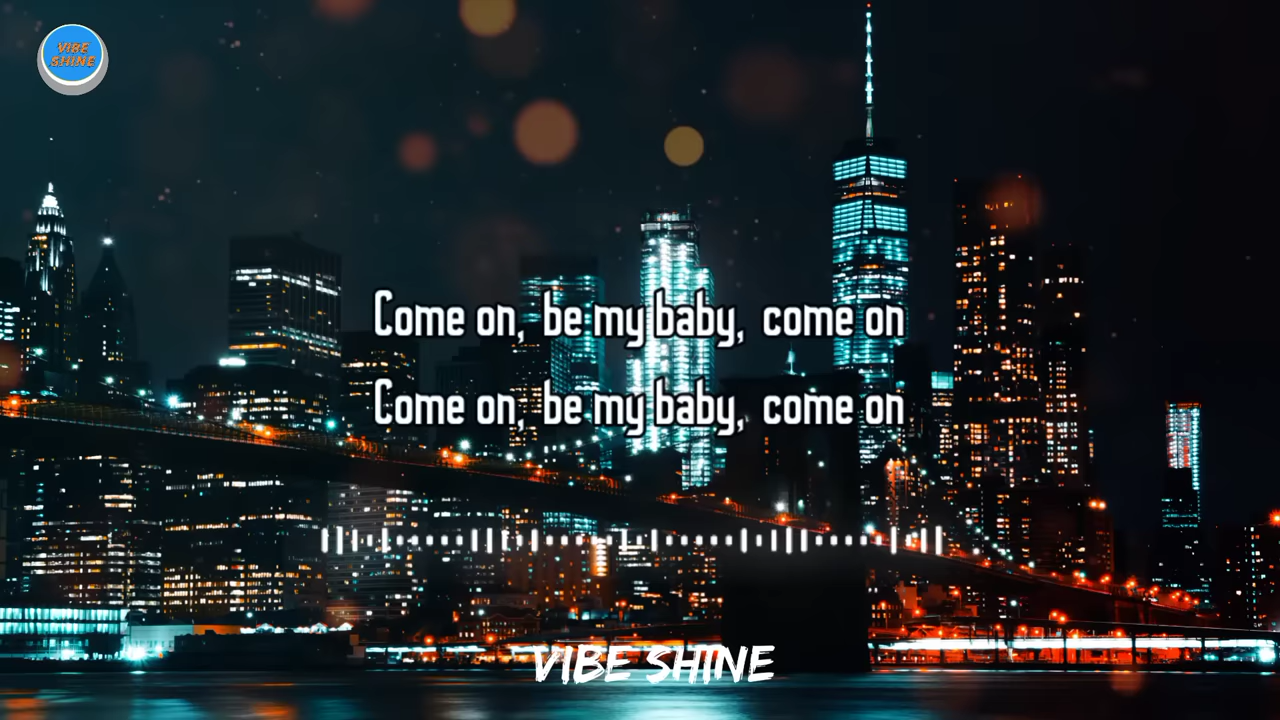 VIBE
SHINE
Come on, be my baby, come on
Come on, be my baby, come on
VIBE SHINE